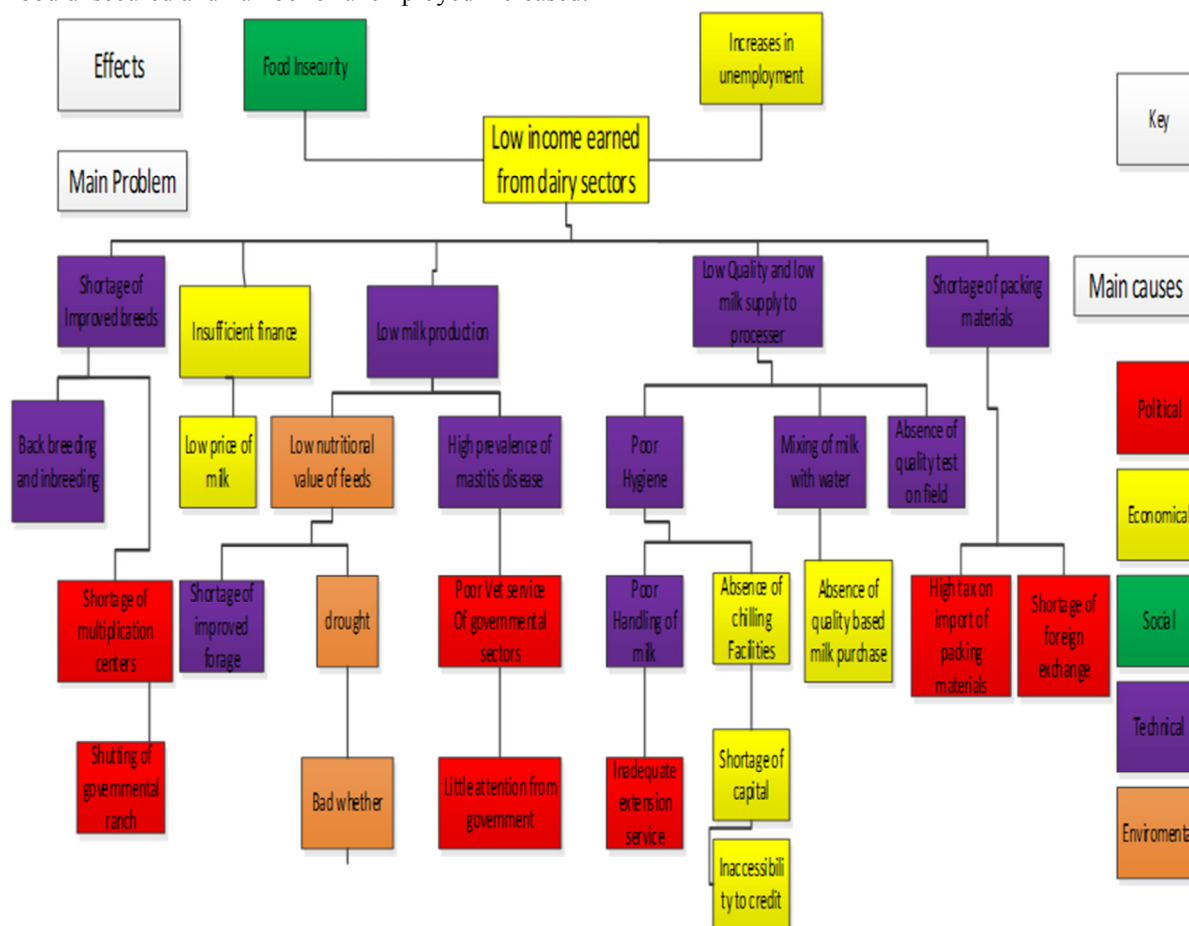 Effects
Food Insecurity
Increases in
unemployment
Key
Low income earned
from dairy sectors
Main Problem
Shortage of
Improved breeds
Insufficient finance
Low milk production
Low Quality and low
milk supply to
processer
Shortage of packing
materials
Main causes
Back breeding
and inbreeding
Low price of
milk
Low nutritional
value of feeds
High prevalence of
mastitis disease
Poor
Hygiene
Mixing of milk
with water
Absence of
quality test
on field
Political
Economical
Shortage of
multiplication
centers
Shortage of
improved
forage
drought
Poor Vet service
Of governmental
sectors
Poor
Handling of
milk
Absence of
chilling
Facilities
Absence of
quality based
milk purchase
High tax on
import of
packing
materials
Shortage of
foreign
exchange
Social
Technical
Shutting of
governmental
ranch
Bad whether
Little attention from
government
Inadequate
extension
service
Shortage of
capital
Inaccessibili
ty to credit
Enviromenta